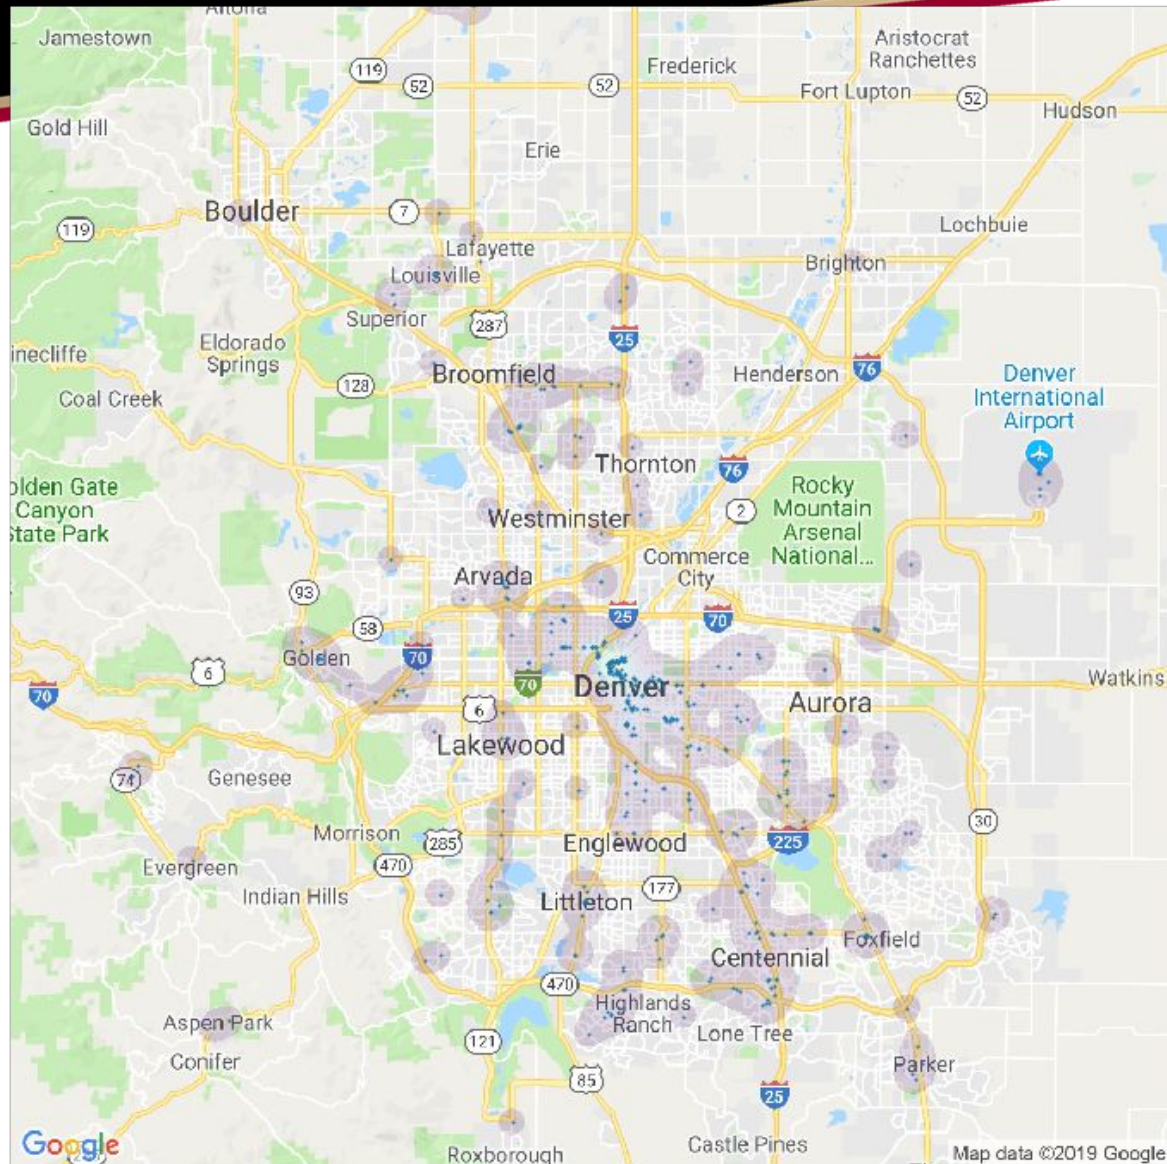 Jamestown
Aristocrat
Ranchettes
Frederick
119
52
52
Fort Lupton
52
Hudson
Gold Hill
Erie
Boulder
7
119
Lochbuie
Lafayette
Brighton
Louisville
Superior
287
25
Eldorado
Springs
inecliffe
76
Broomfield
Henderson
128
Denver
International
Airport
Coal Creek
Thornton
76
olden Gate
Canyon
State Park
Rocky
Mountain
Arsenal
National...
2
Westminster
Commerce
City
Arvada
93
25
70
58
Golden
70
6
70
70
Denver
Watkins
Aurora
6
Lakewood
74
Genesee
Morrison
285
Englewood
225
30
Evergreen
470
Indian Hills
177
Littleton
Foxfield
Centennial
470
Highlands
Ranch
Aspen Park
Lone Tree
121
Conifer
Parker
85
25
Google
Castle Pines
Roxborough
Map data ©2019 Google